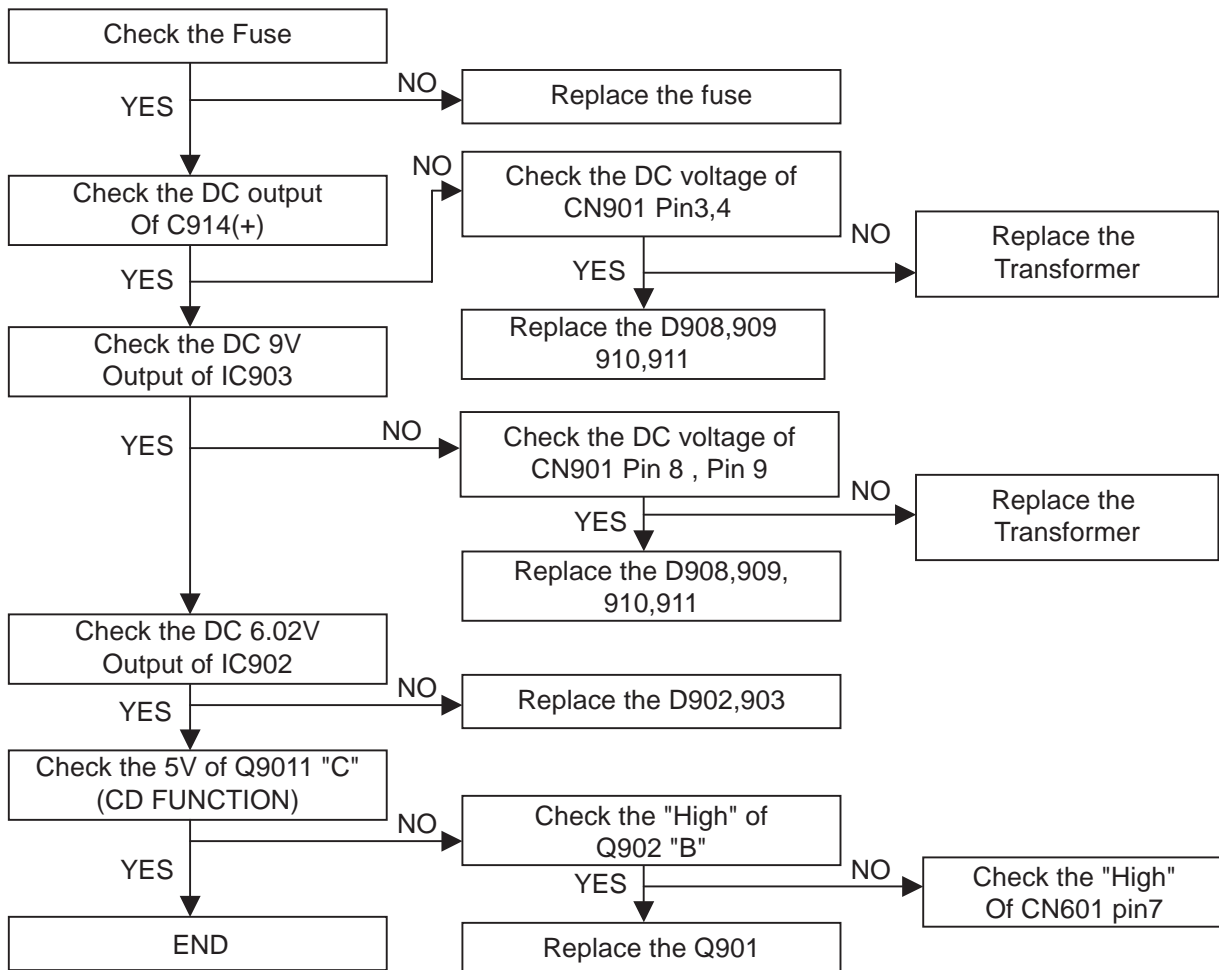 Check the Fuse
NO
YES
Replace the fuse
Check the DC output
Of C914(+)
NO
Check the DC voltage of
CN901 Pin3,4
NO
Replace the
Transformer
YES
YES
Replace the D908,909
910,911
Check the DC 9V
Output of IC903
YES
NO
Check the DC voltage of
CN901 Pin 8 , Pin 9
NO
Replace the
Transformer
YES
Replace the D908,909,
910,911
Check the DC 6.02V
Output of IC902
NO
YES
Replace the D902,903
Check the 5V of Q9011 "C"
(CD FUNCTION)
NO
Check the "High" of
Q902 "B"
YES
NO
YES
Check the "High"
Of CN601 pin7
END
Replace the Q901